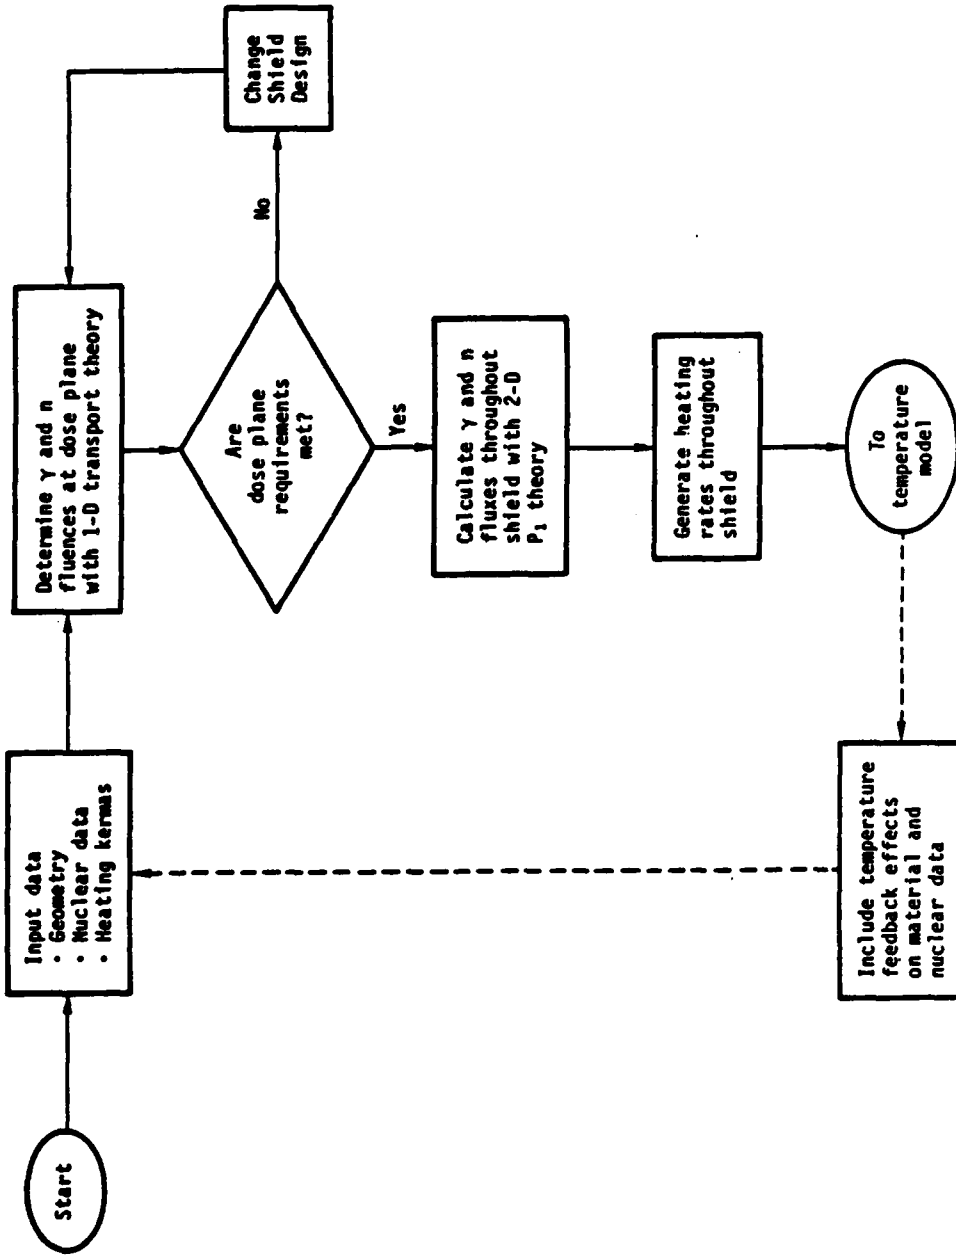 Start
Input data
· Geometry
· Nuclear data
· Heating kermas
Determine γ and n
fluences at dose plane
with 1-D transport theory
Are
dose plane
requirements
met?
No
Change
Shield
Design
Yes
Calculate γ and n
fluxes throughout
shield with 2-D
P₁ theory
Generate heating
rates throughout
shield
To
temperature
model
Include temperature
feedback effects
on material and
nuclear data